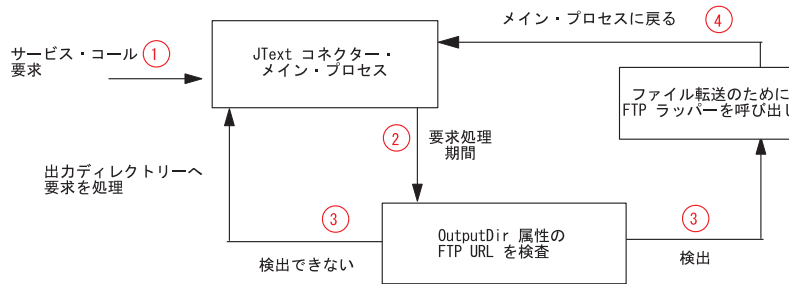 メイン・プロセスに戻る
4
サービス・コール
要求
1
JText コネクター・
メイン・プロセス
ファイル転送のために
FTP ラッパーを呼び出し
2
要求処理
期間
出力ディレクトリーへ
要求を処理
3
OutputDir 属性の
FTP URL を検査
3
検出できない
検出